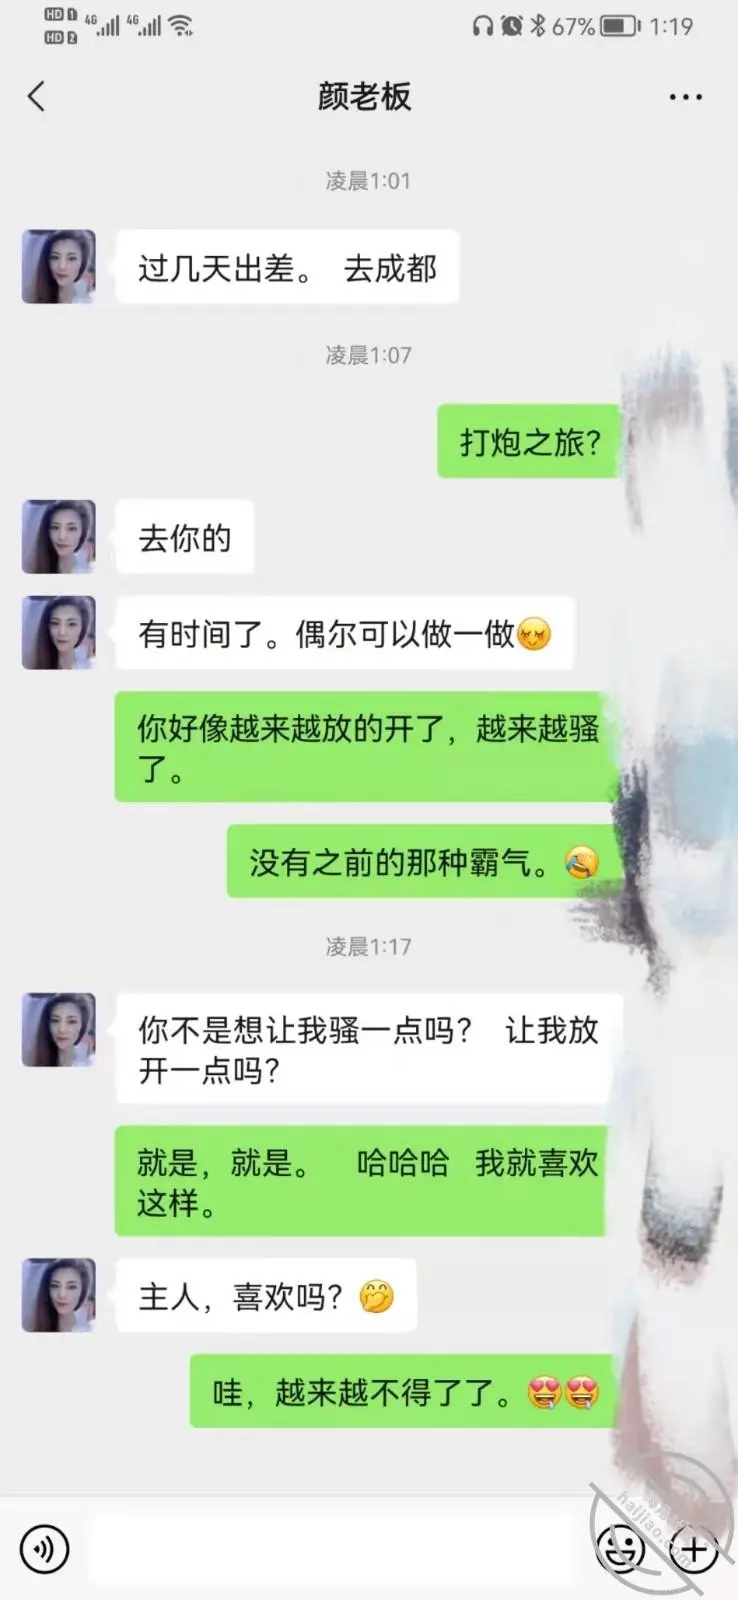 HD 1 4G 4G
HD 2
67% 1:19
颜老板
凌晨1:01
过几天出差。 去成都
凌晨1:07
打炮之旅?
去你的
有时间了。偶尔可以做一做
你好像越来越放的开了，越来越骚
了。
没有之前的那种霸气。
凌晨1:17
你不是想让我骚一点吗? 让我放
开一点吗?
就是，就是。 哈哈哈 我就喜欢
这样。
主人，喜欢吗?
哇，越来越不得了了。
haijiao.com